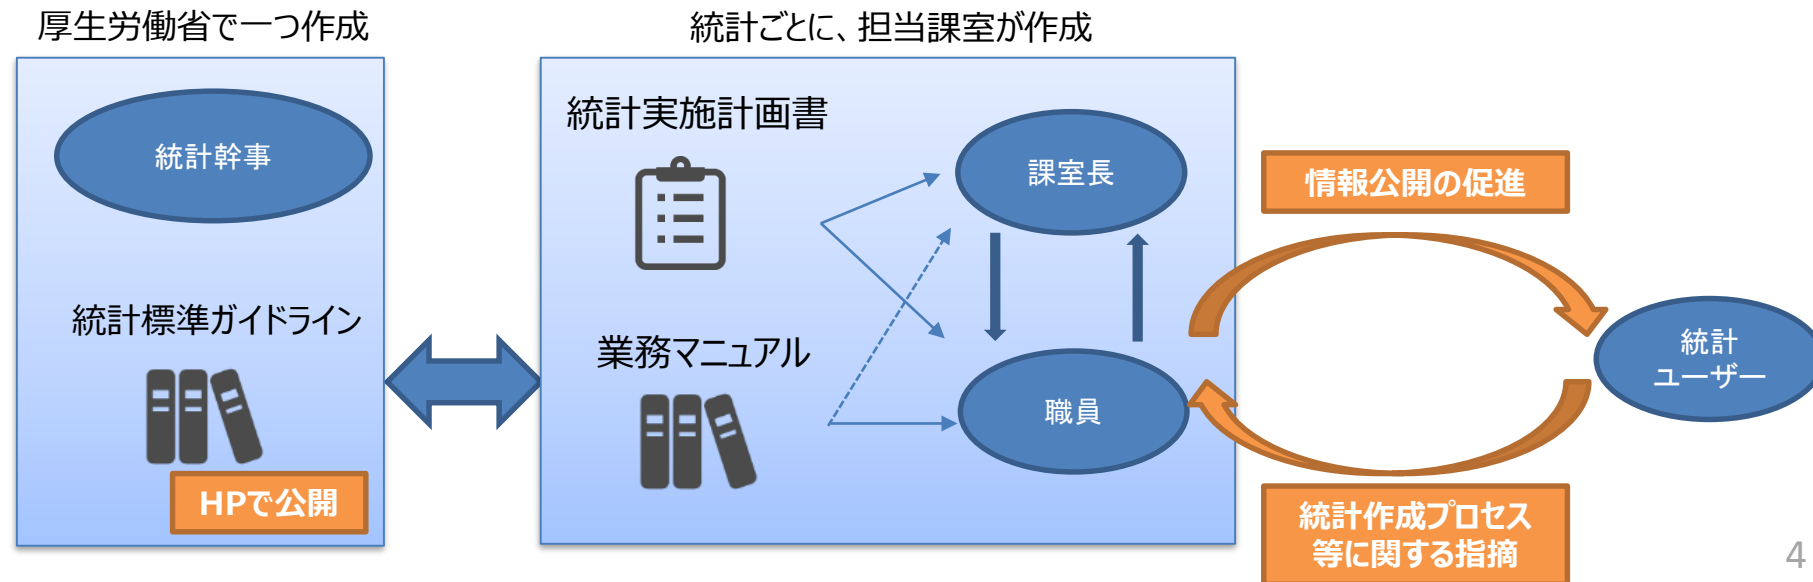 厚生労働省で一つ作成
統計幹事
統計標準ガイドライン
HPで公開
統計ごとに、担当課室が作成
統計実施計画書
業務マニュアル
課室長
職員
情報公開の促進
統計
ユーザー
統計作成プロセス
等に関する指摘
4